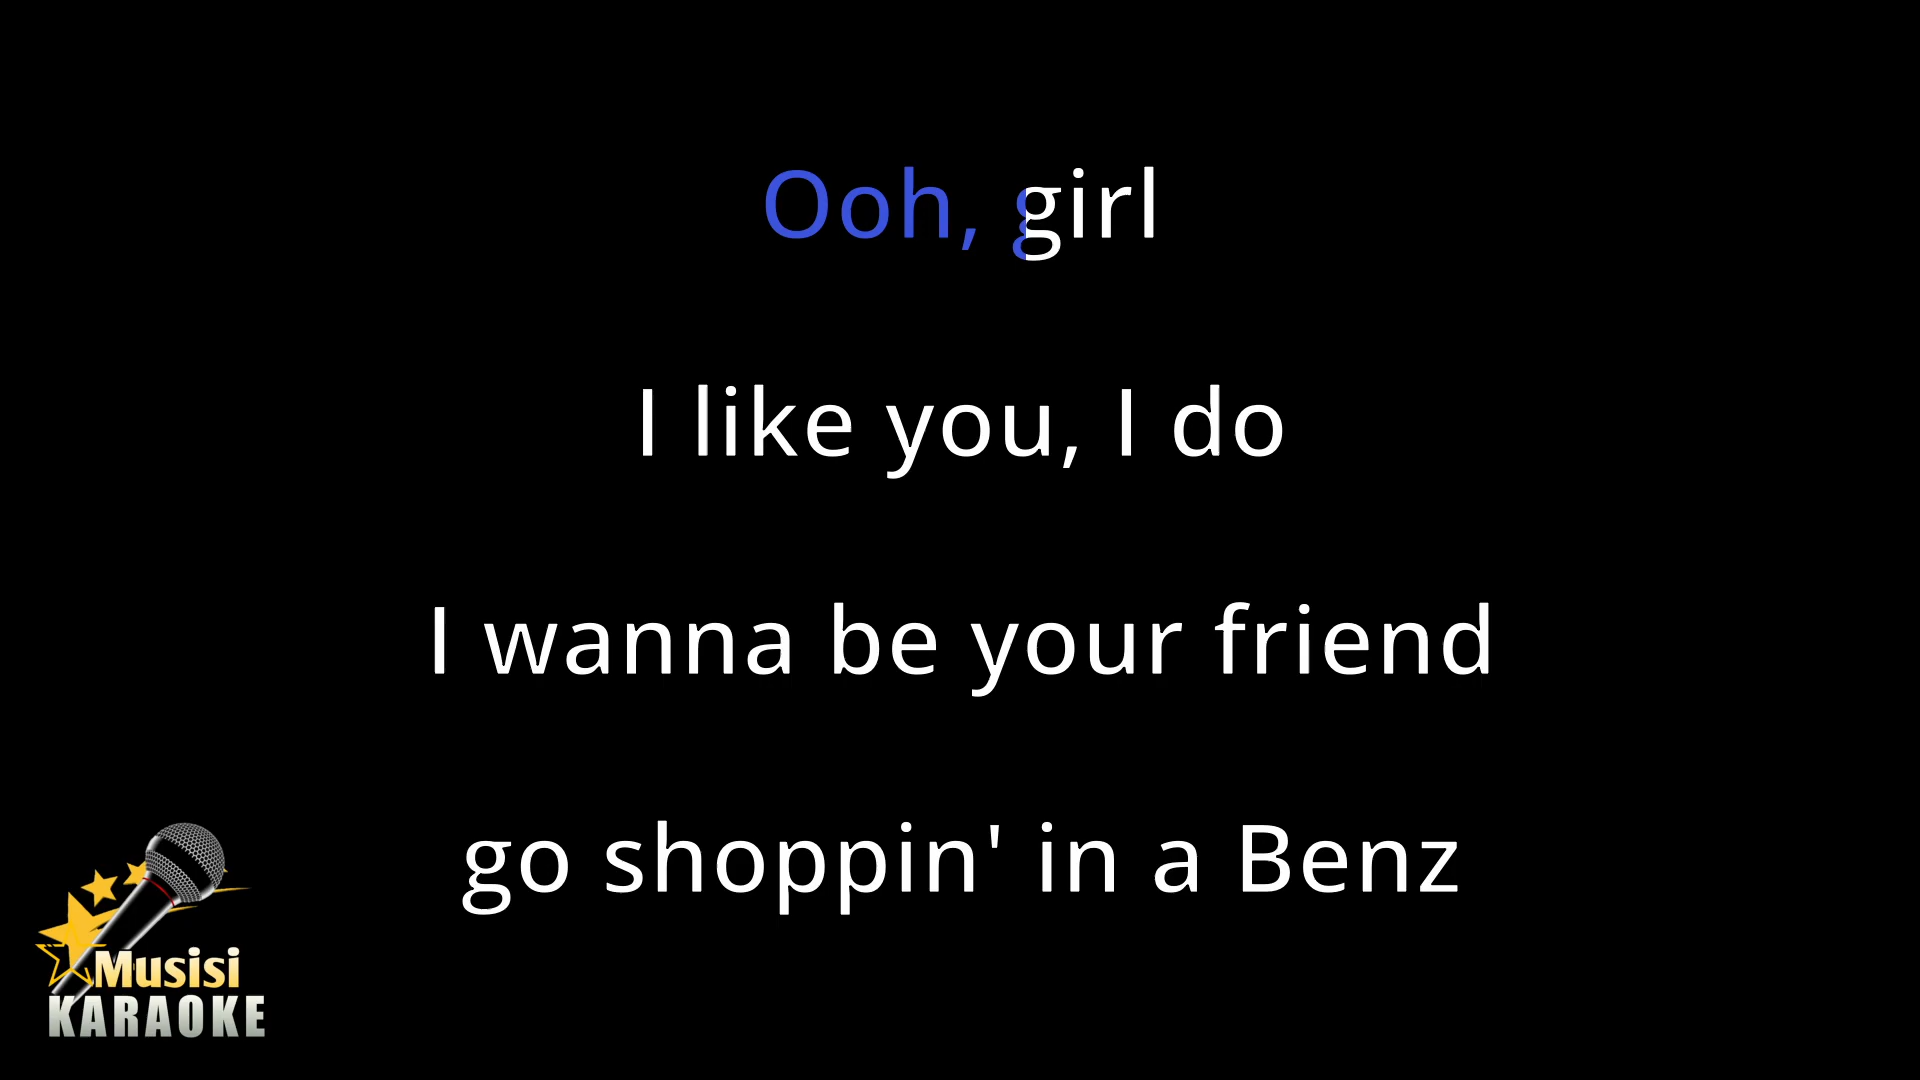 Ooh, girl
I like you, I do
I wanna be your friend
go shoppin' in a Benz
Musisi
KARAOKE